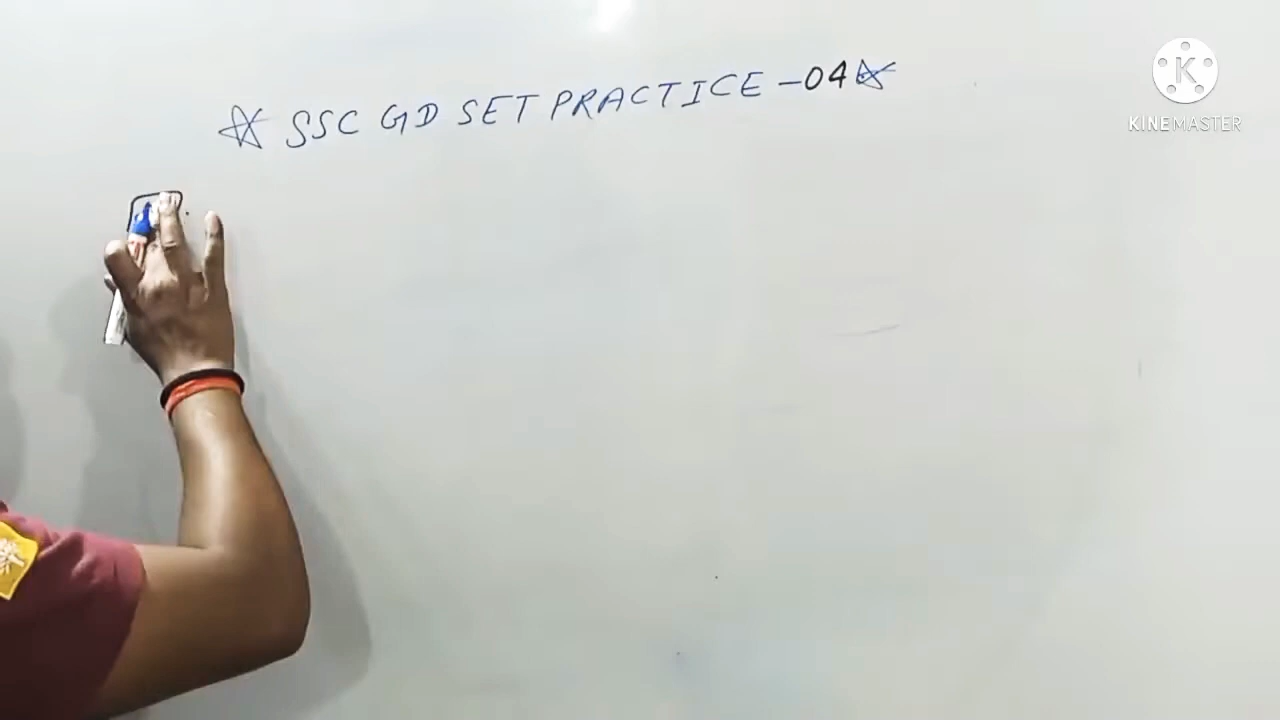 ☆ SSC GD SET PRACTICE -04 ☆
K
KINEMASTER